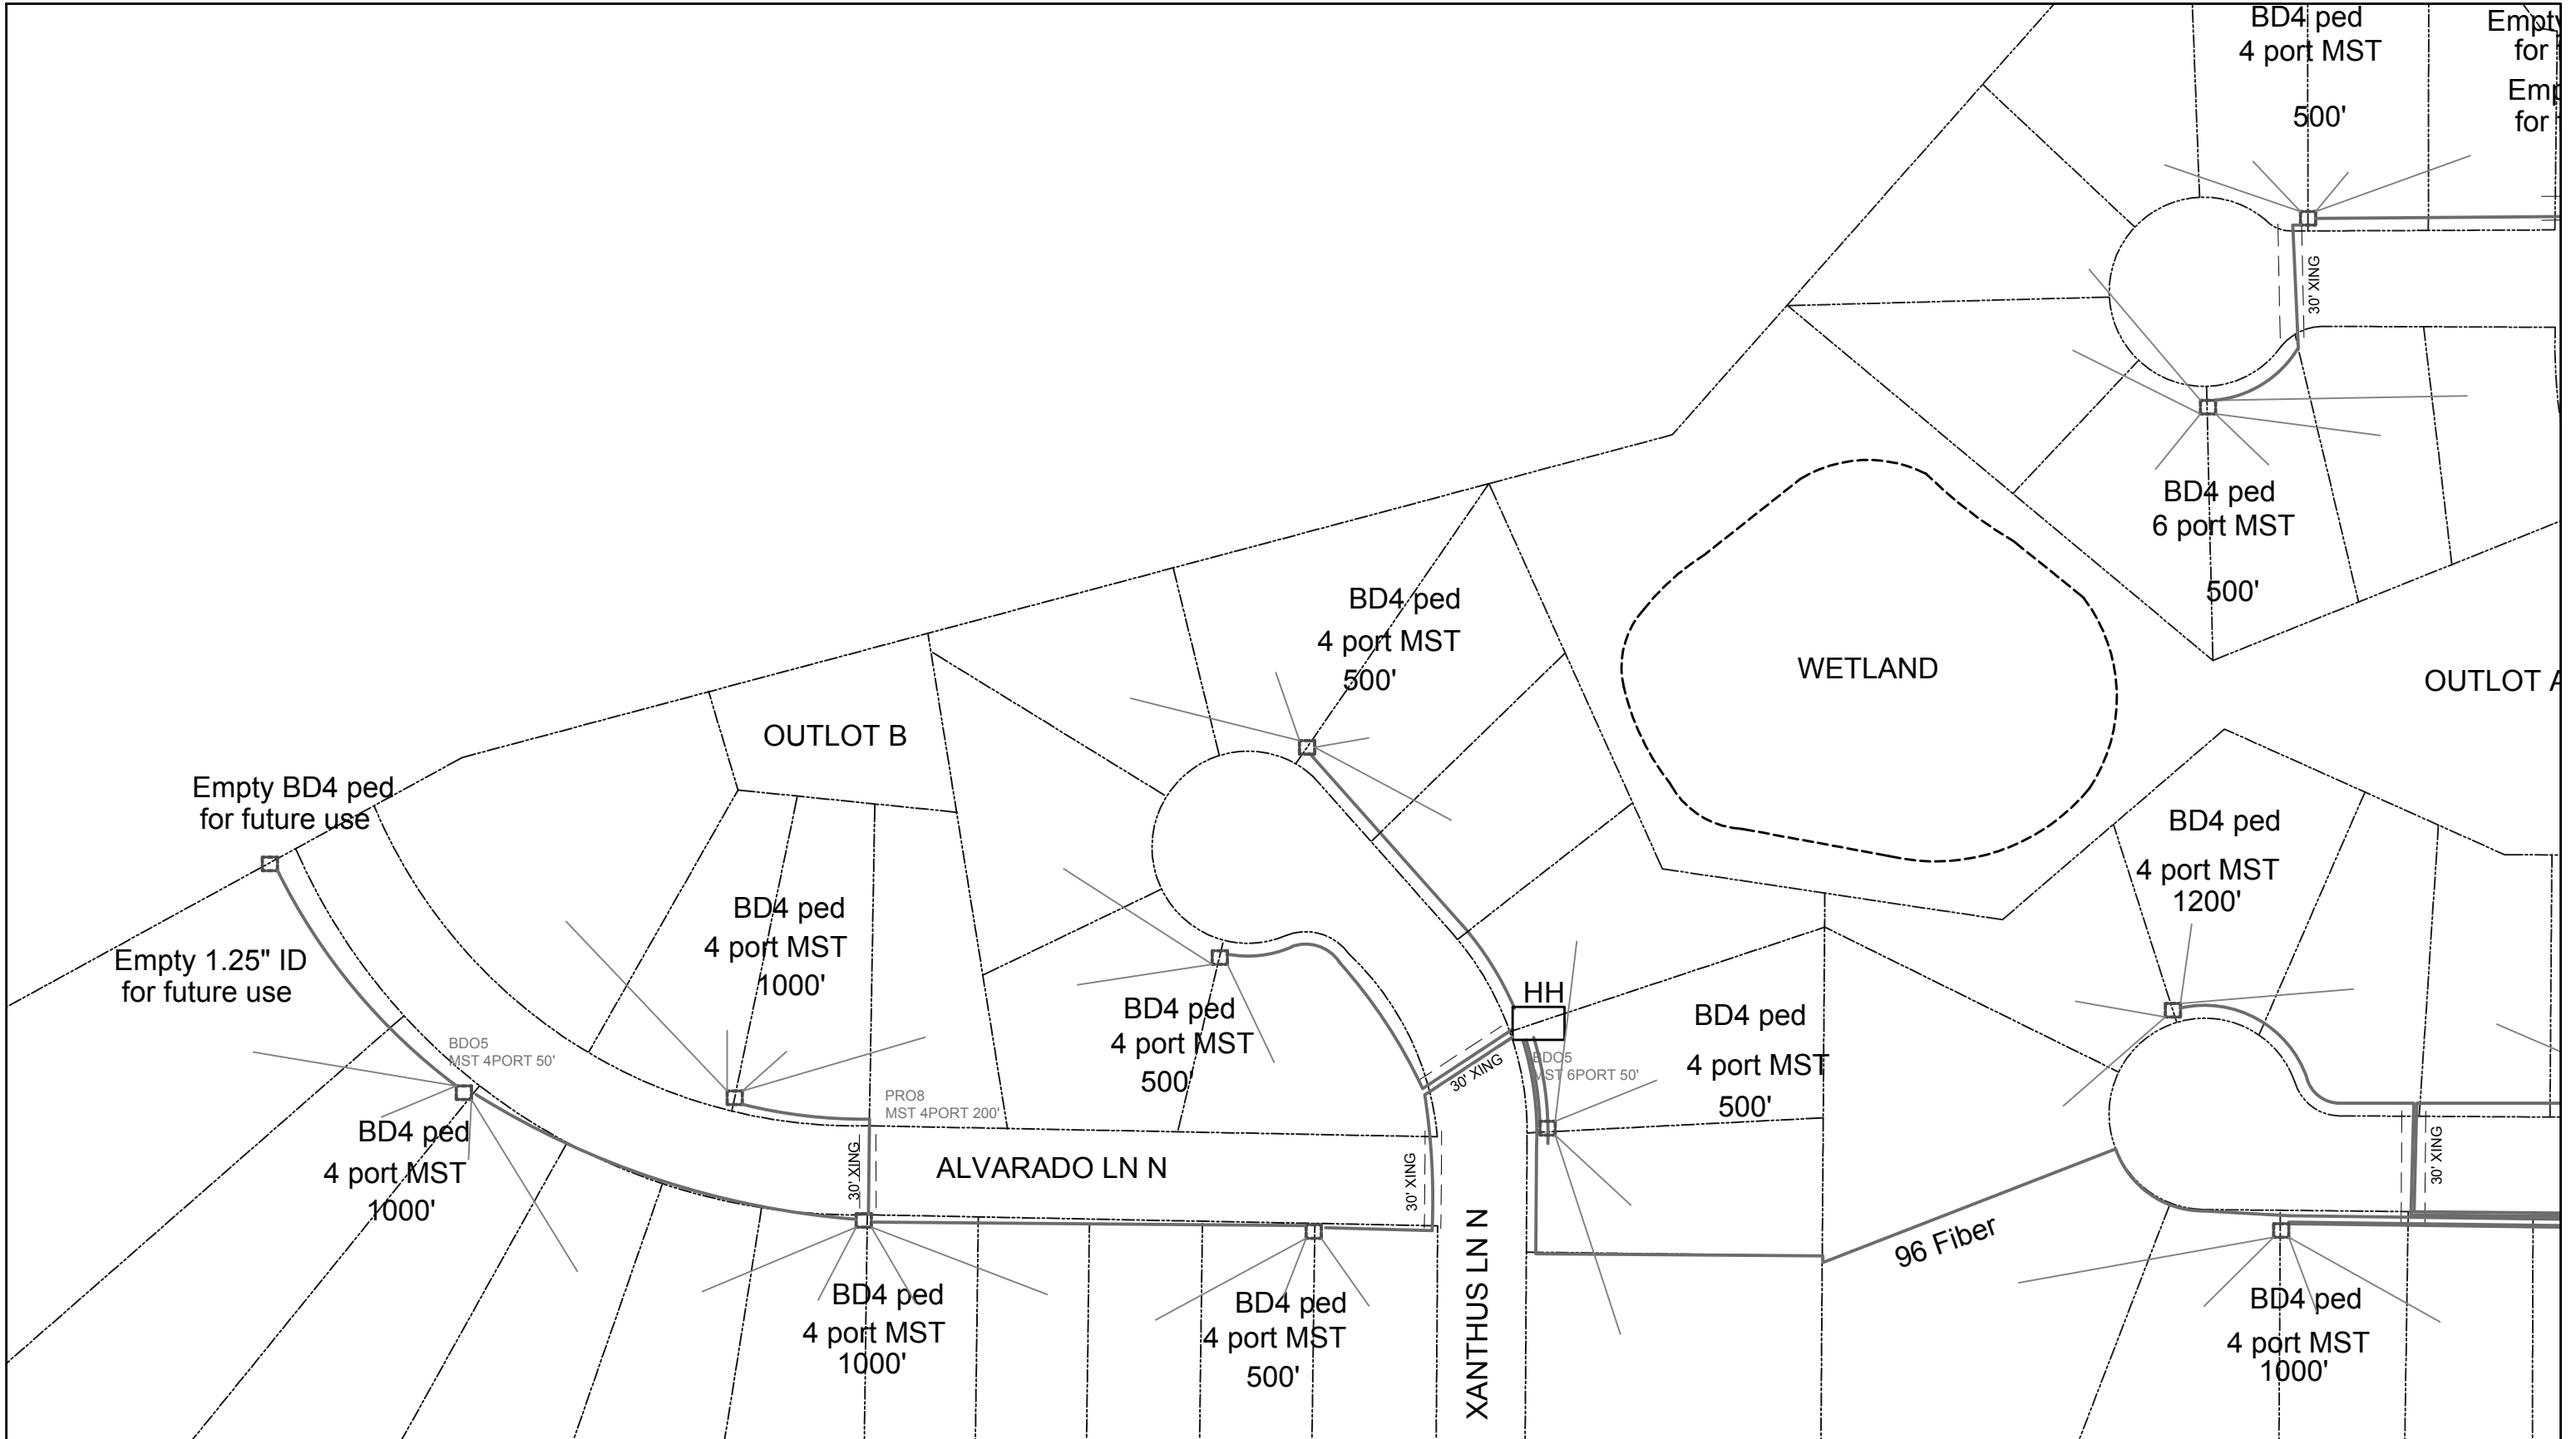 BD4 ped
4 port MST
500'
Empty
for
for
BD4 ped
6 port MST
500'
30' XING
BD4 ped
4 port MST
500'
WETLAND
OUTLOT A
OUTLOT B
Empty BD4 ped
for future use
Empty 1.25" ID
for future use
BD4 ped
4 port MST
1000'
BD4 ped
4 port MST
500'
HH
30' XING
BD4 ped
4 port MST
500'
BD4 ped
4 port MST
1200'
BDO5
MST 4PORT 50'
BDO5
MST 6PORT 50'
PRO8
MST 4PORT 200'
BD4 ped
4 port MST
1000'
30' XING
ALVARADO LN N
30' XING
30' XING
XANTHUS LN N
96 Fiber
BD4 ped
4 port MST
1000'
BD4 ped
4 port MST
500'
BD4 ped
4 port MST
1000'